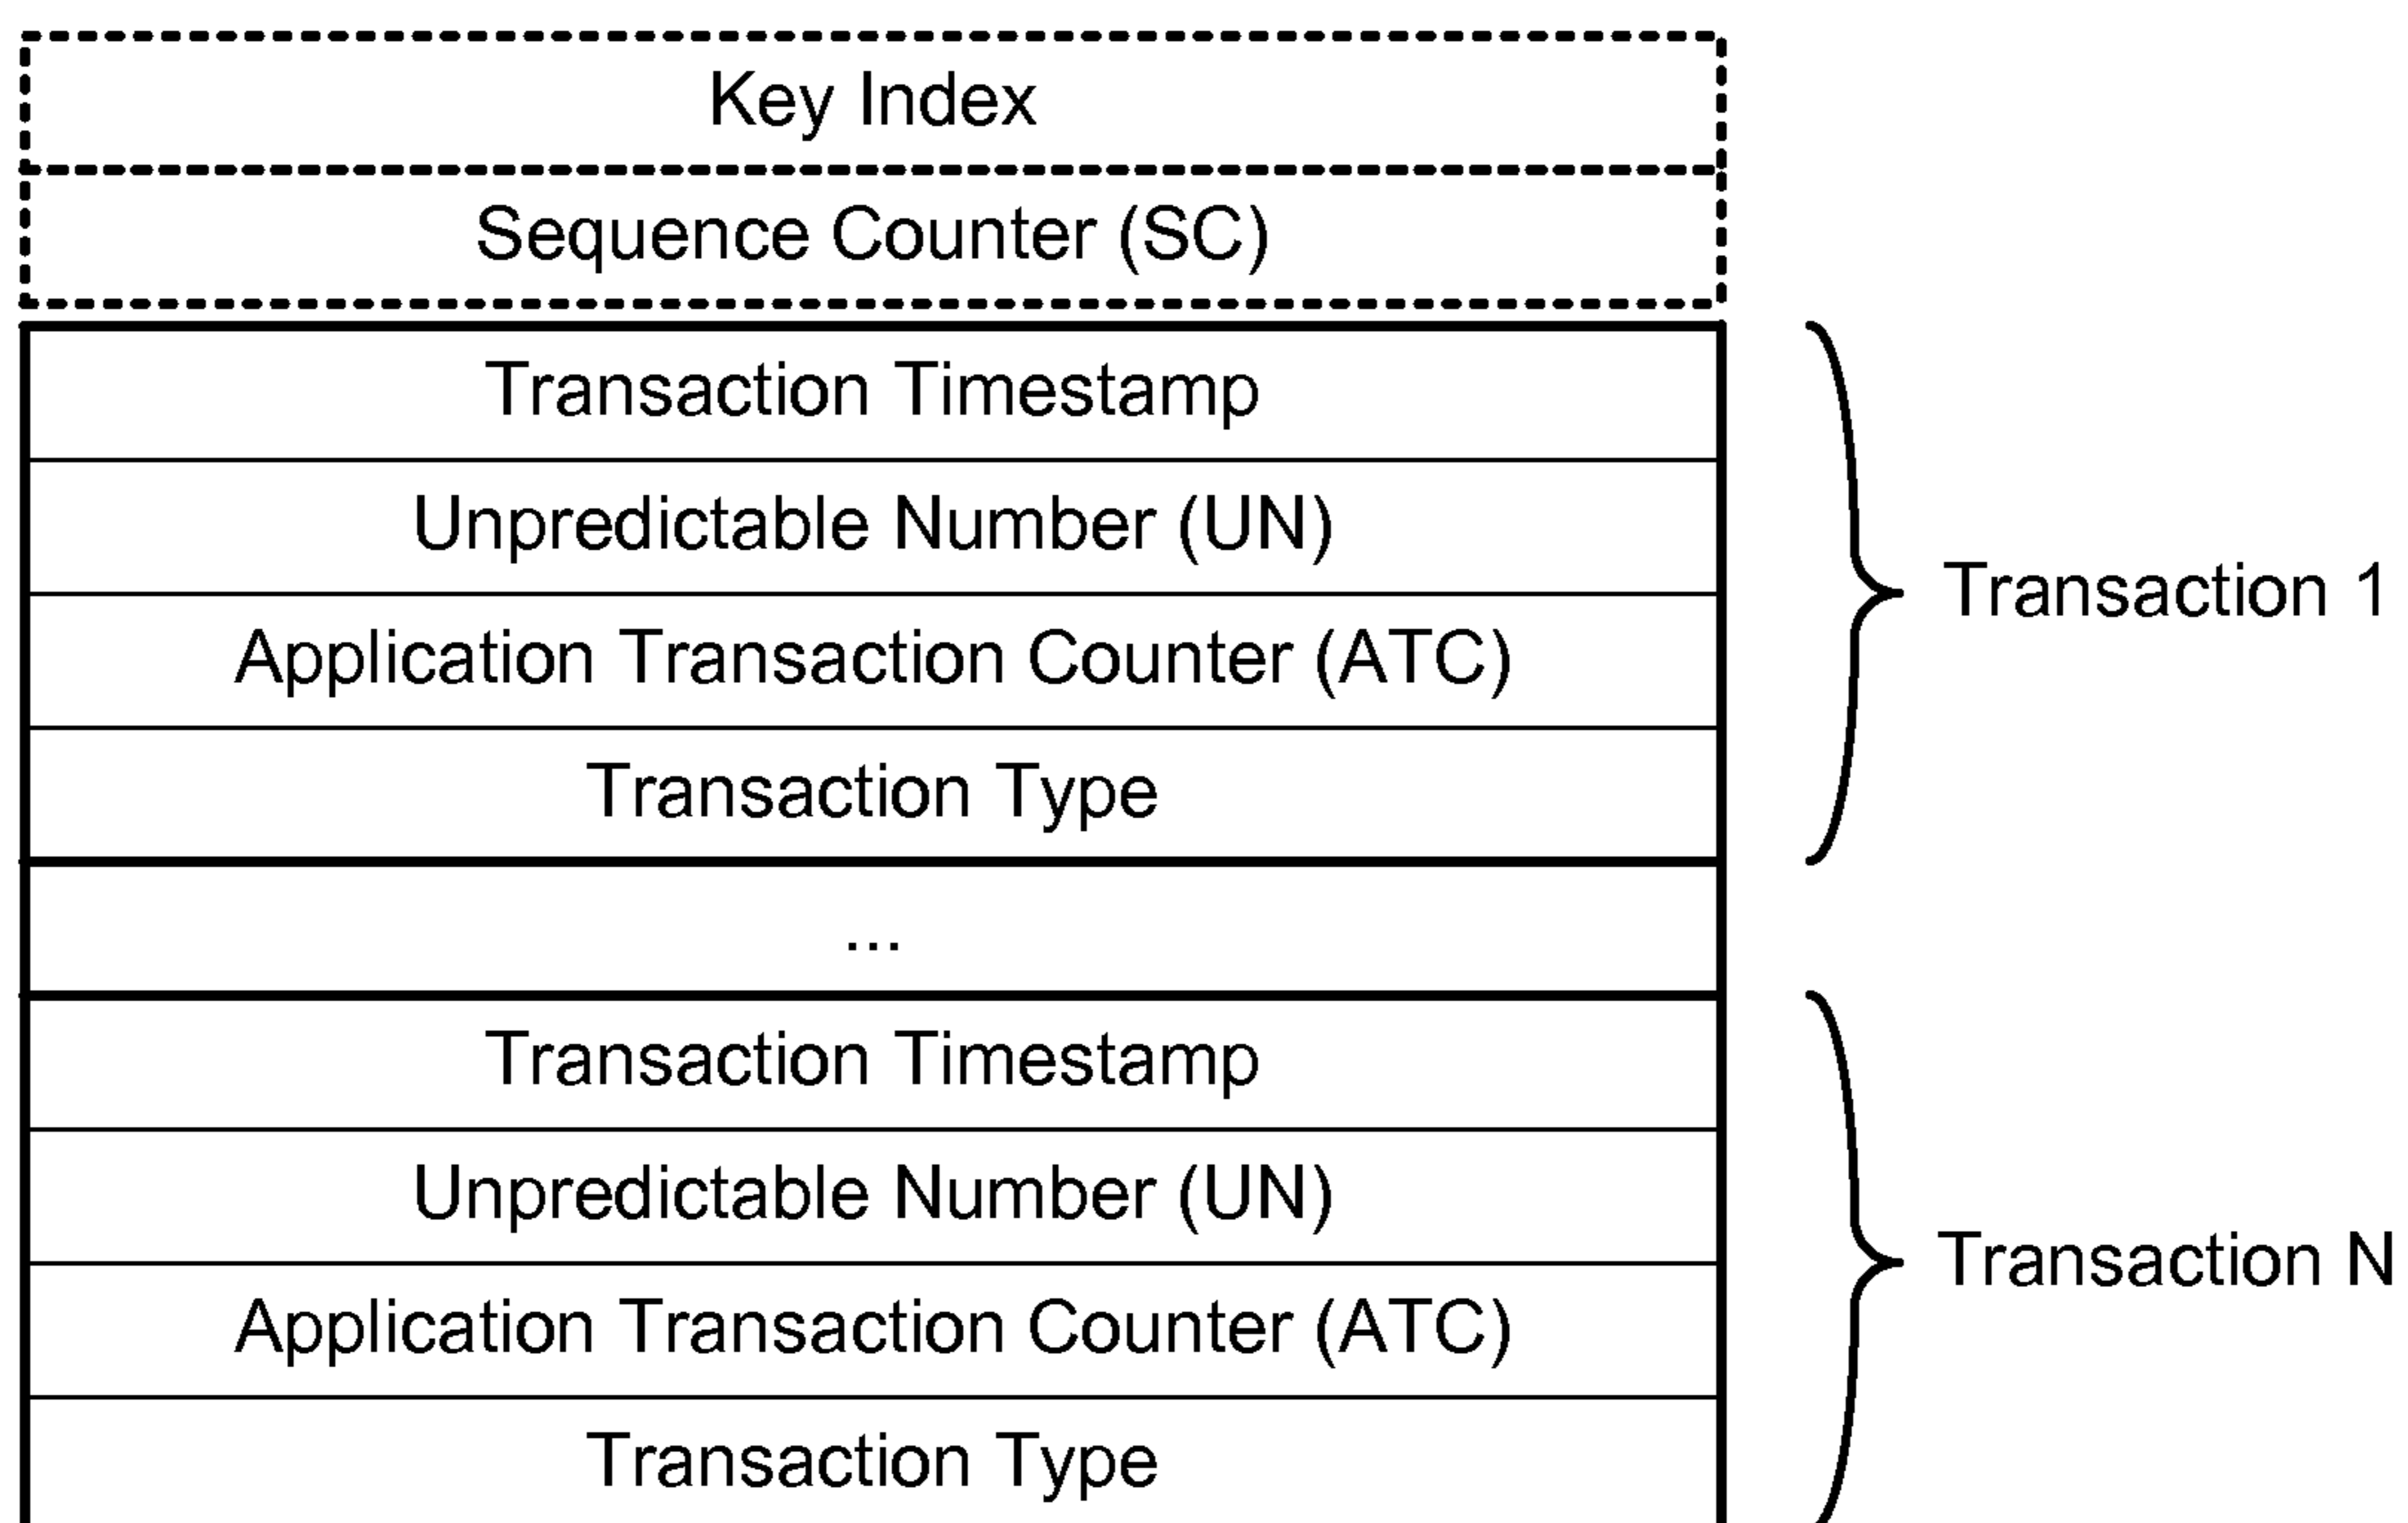 Key Index
Sequence Counter (SC)
Transaction Timestamp
Unpredictable Number (UN)
Application Transaction Counter (ATC)
Transaction Type
Transaction 1
...
Transaction Timestamp
Unpredictable Number (UN)
Application Transaction Counter (ATC)
Transaction Type
Transaction N